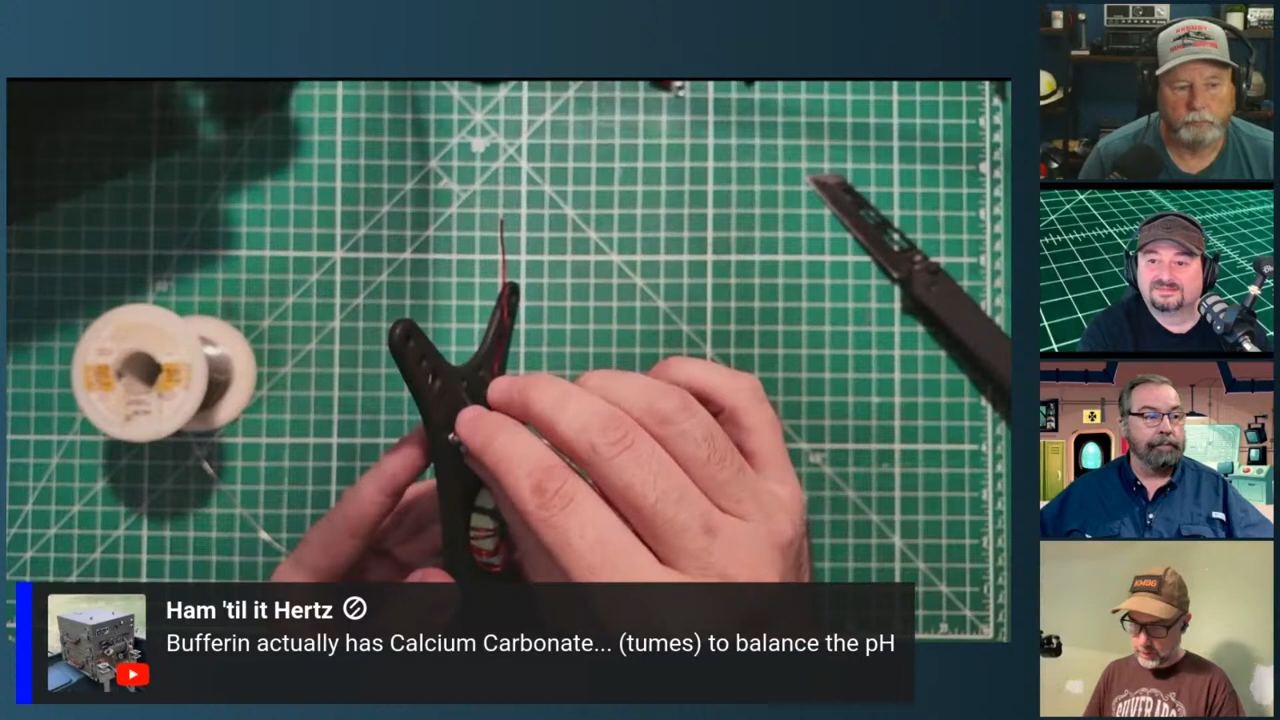 Ham 'til it Hertz
Bufferin actually has Calcium Carbonate... (tumes) to balance the pH